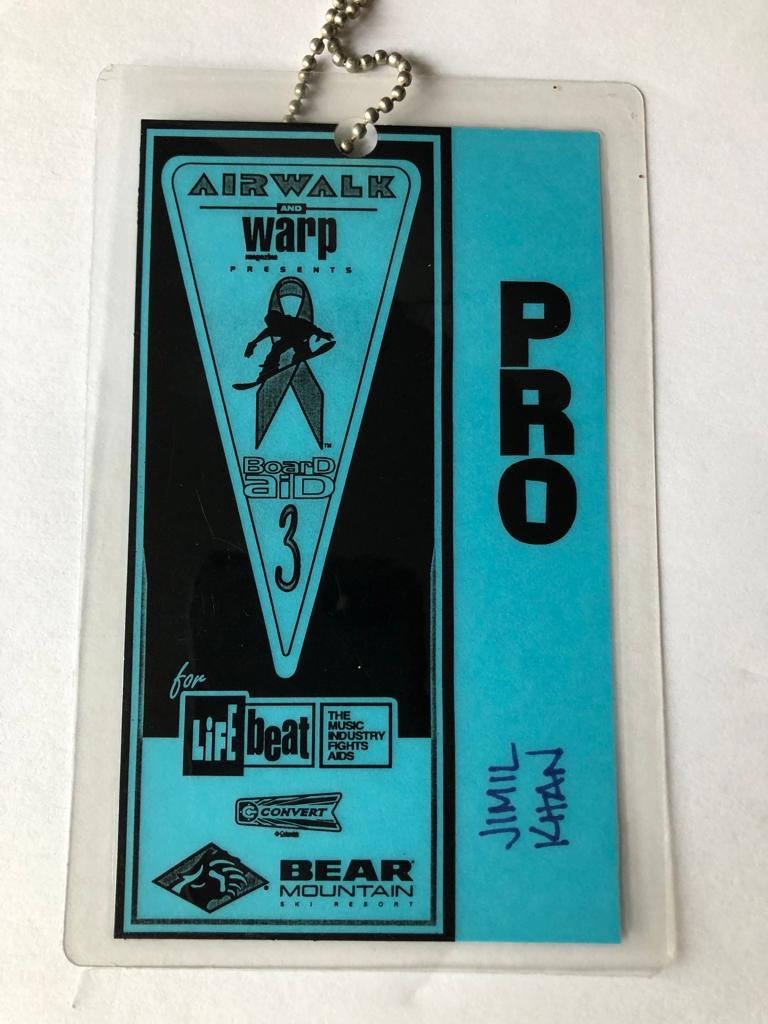 AIRWALK
AND
warp
magazine
PRESENTS
TM
BoarD
aiD
3
for
LiFE beat
THE
MUSIC
INDUSTRY
FIGHTS
AIDS
C CONVERT
Columbia
BEAR
MOUNTAIN
SKI RESORT
PRO
JIMIL
KHAN